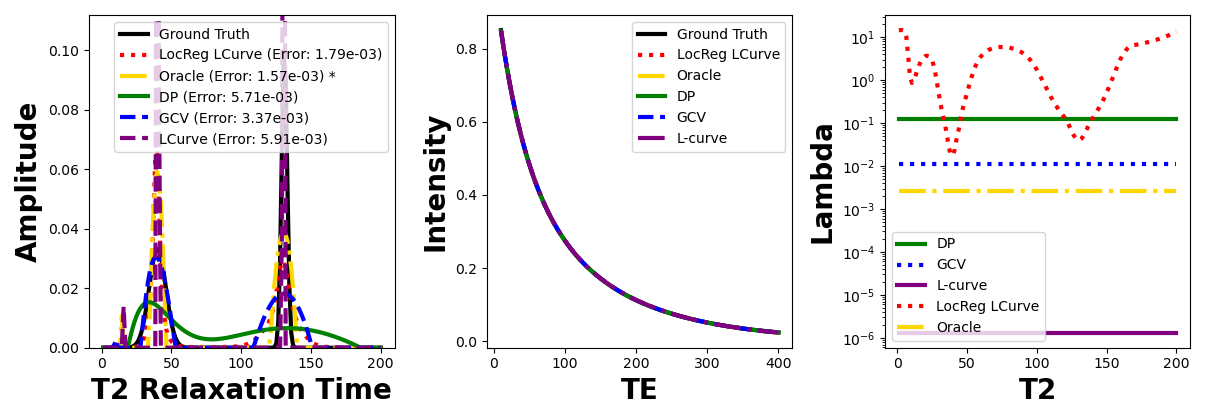 Amplitude
0.10
0.08
0.06
0.04
0.02
0.00
Ground Truth
LocReg LCurve (Error: 1.79e-03)
Oracle (Error: 1.57e-03) *
DP (Error: 5.71e-03)
GCV (Error: 3.37e-03)
LCurve (Error: 5.91e-03)
0 50 100 150 200
T2 Relaxation Time
Intensity
0.8
0.6
0.4
0.2
0.0
Ground Truth
LocReg LCurve
Oracle
DP
GCV
L-curve
0 100 200 300 400
TE
Lambda
10¹
10⁰
10⁻¹
10⁻²
10⁻³
10⁻⁴
10⁻⁵
10⁻⁶
DP
GCV
L-curve
LocReg LCurve
Oracle
0 50 100 150 200
T2